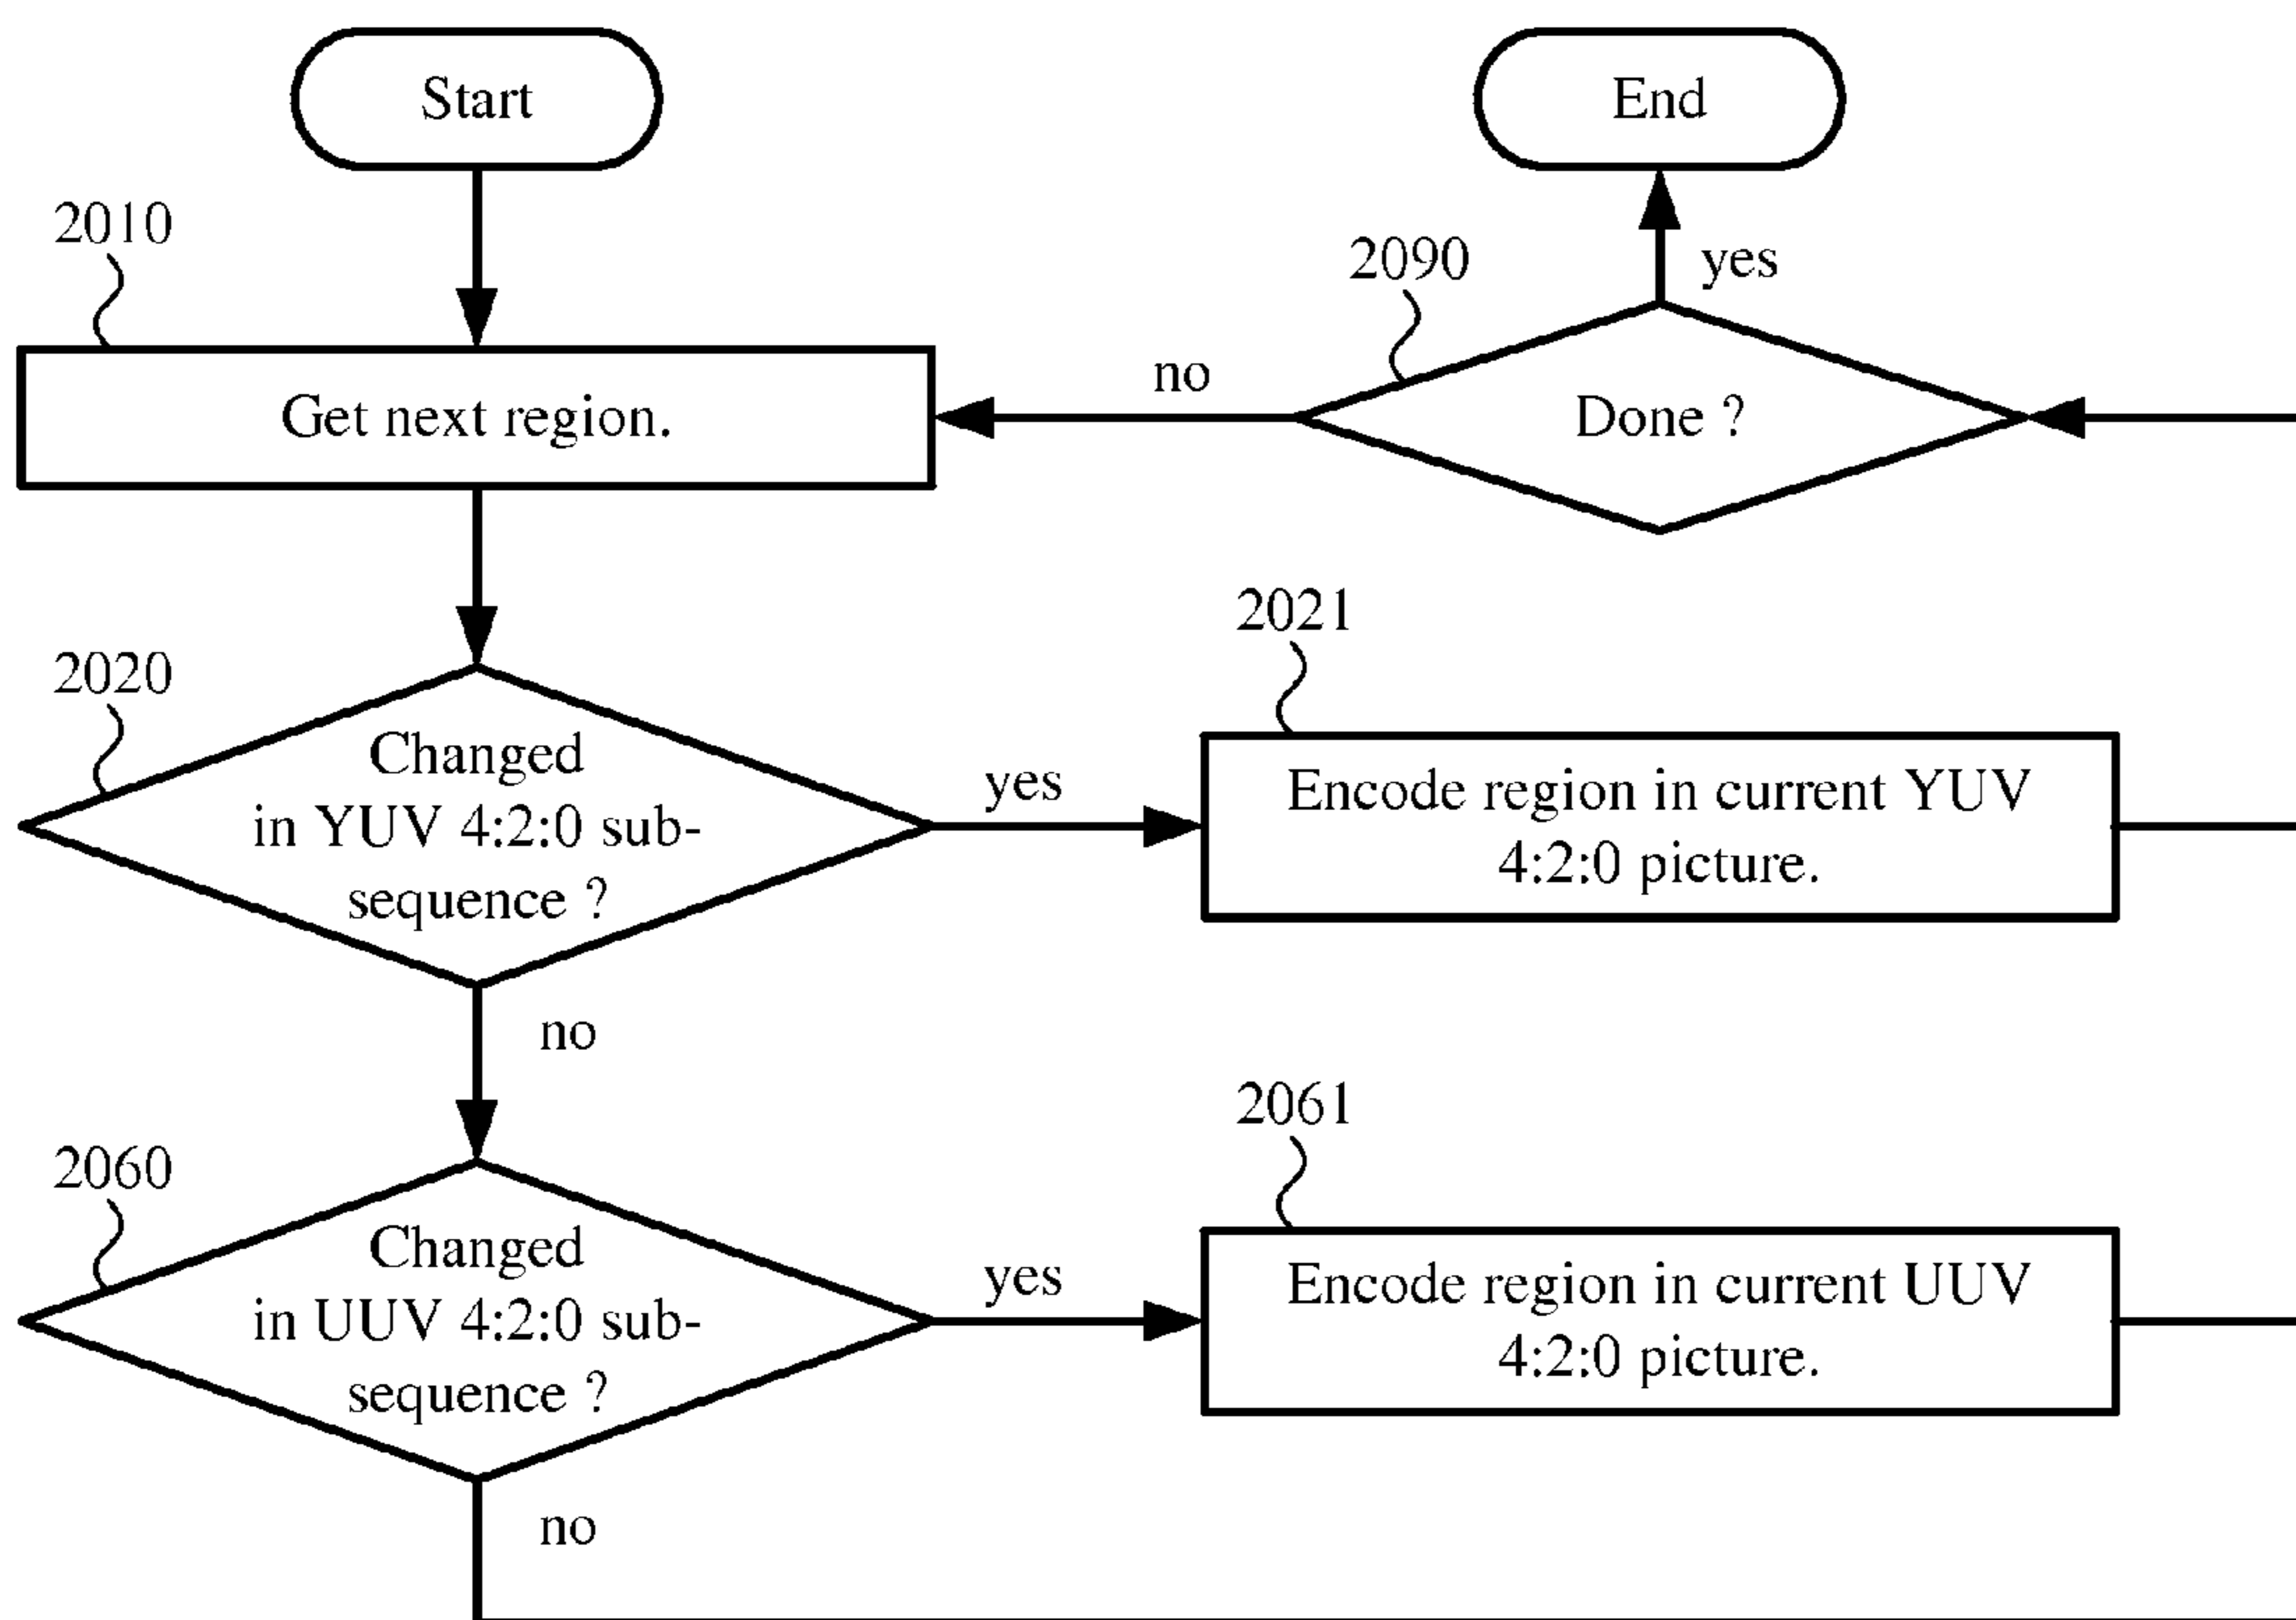 Start
End
2010
2090
yes
no
Get next region.
Done ?
2021
2020
Changed
in YUV 4:2:0 sub-
sequence ?
yes
Encode region in current YUV
4:2:0 picture.
no
2061
2060
Changed
in UUV 4:2:0 sub-
sequence ?
yes
Encode region in current UUV
4:2:0 picture.
no